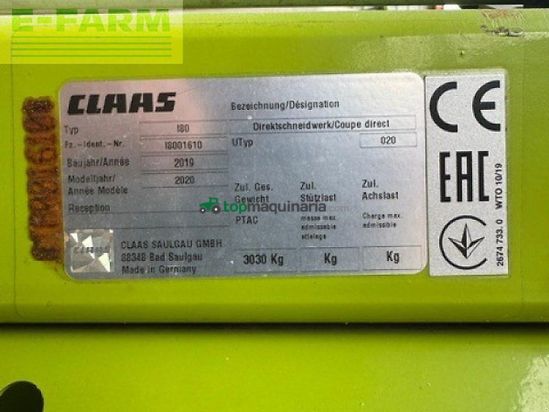 E-FARM
CLAAS
Bezeichnung/Désignation
Typ I80 Direktschneidwerk/Coupe direct
Fz.-Ident.-Nr. I8001610 UTyp 020
Baujahr/Année 2019
Modelljahr/ Année Modèle 2020
Reception
Zul. Ges. Gewicht PTAC
Zul. Stützlast masse max. admissible attelage
Zul. Achslast Charge max. admissible
topmaquinaria
CLAAS
CLAAS SAULGAU GMBH
88348 Bad Saulgau
Made in Germany
3030 Kg Kg Kg
CE
EAC
2674 733.0 WTO 10/19